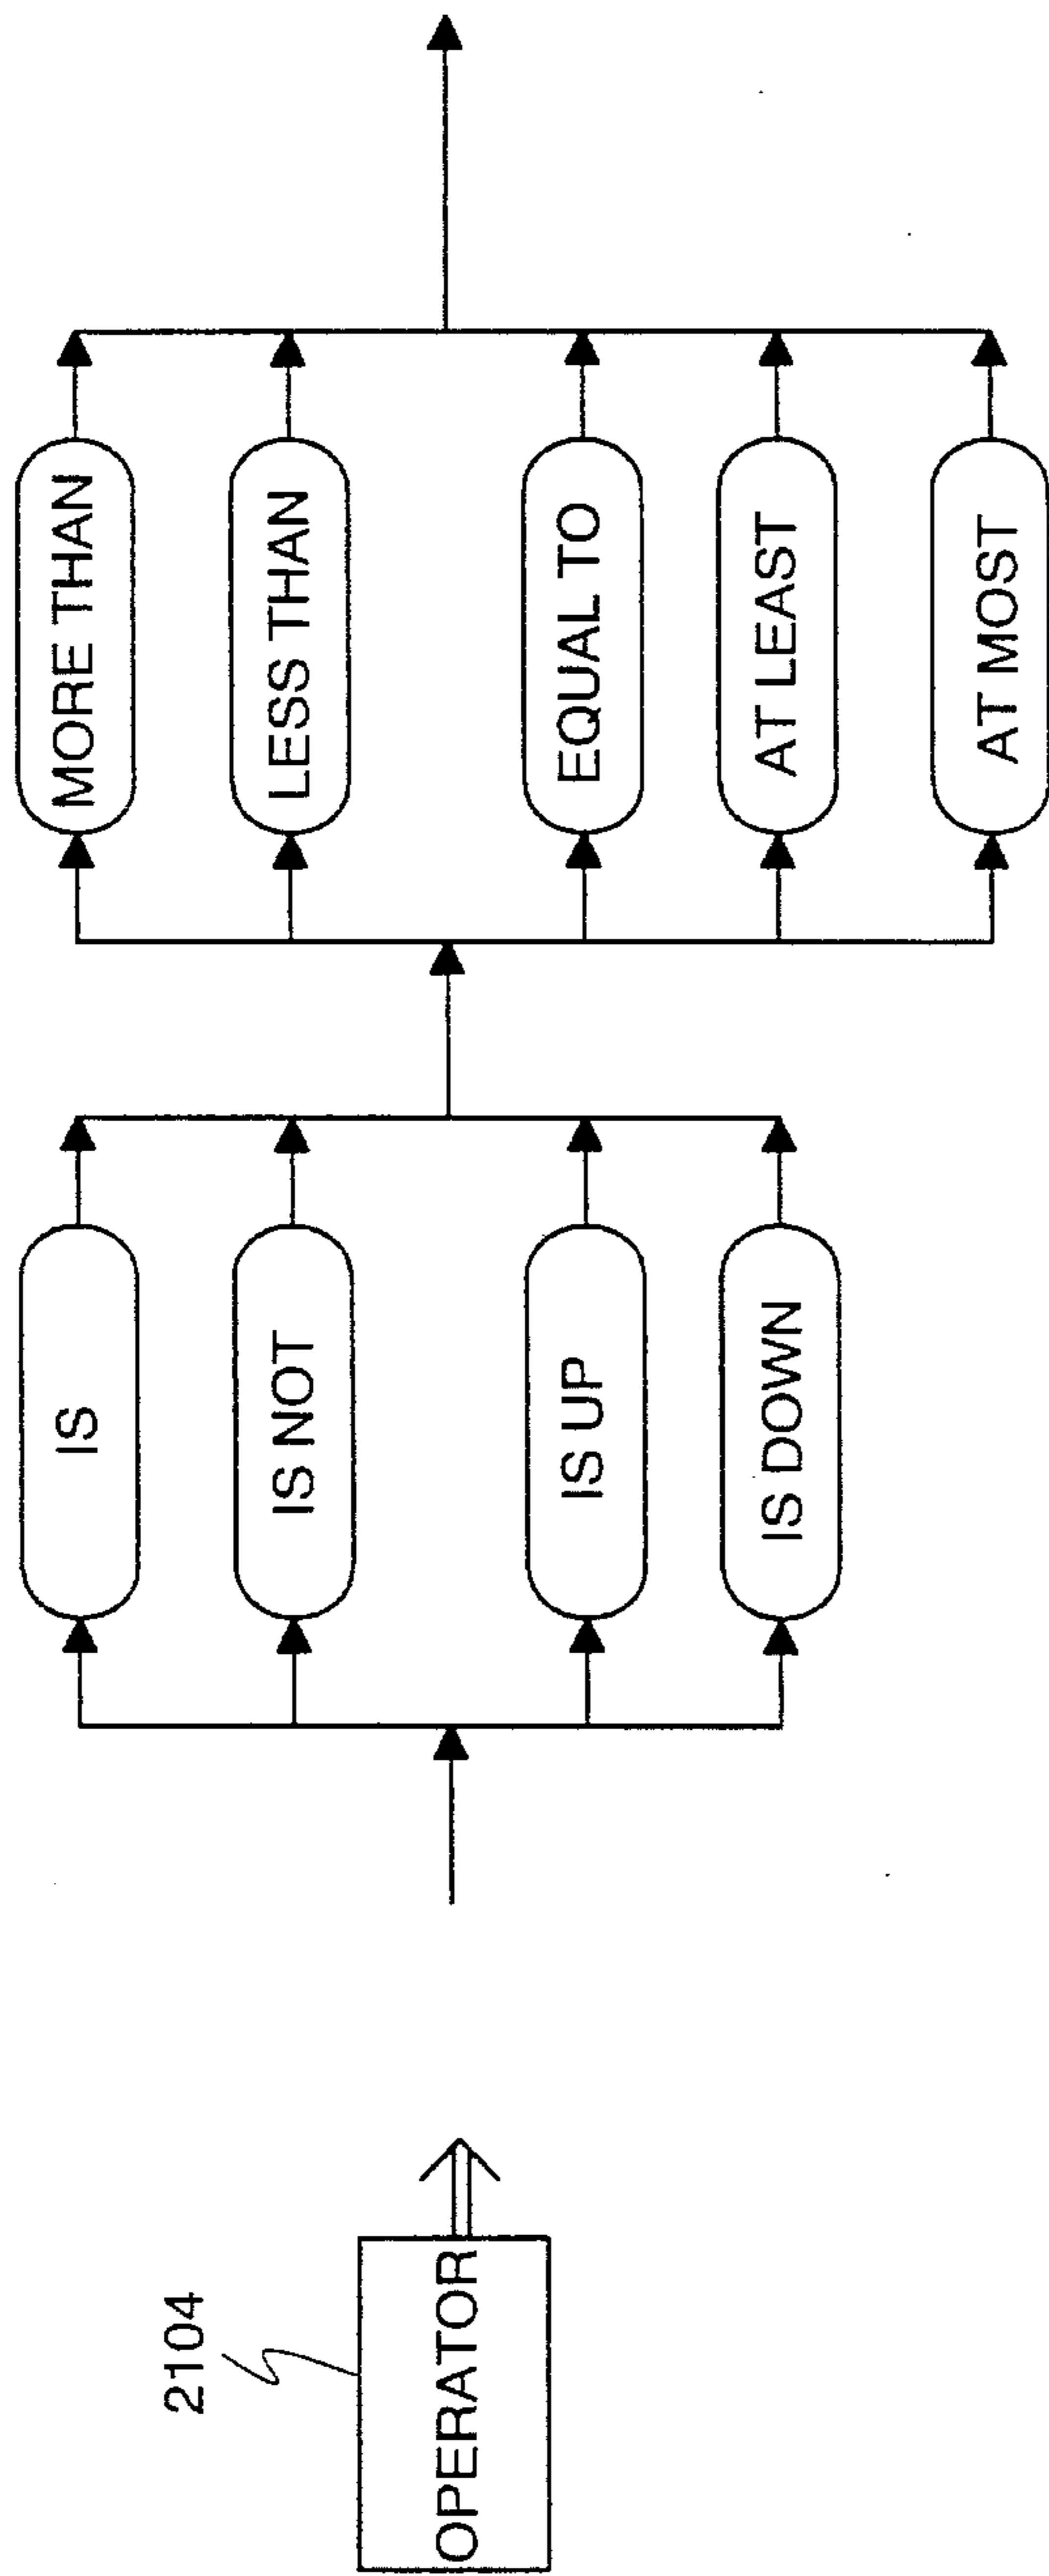 2104
OPERATOR
IS
IS NOT
IS UP
IS DOWN
MORE THAN
LESS THAN
EQUAL TO
AT LEAST
AT MOST